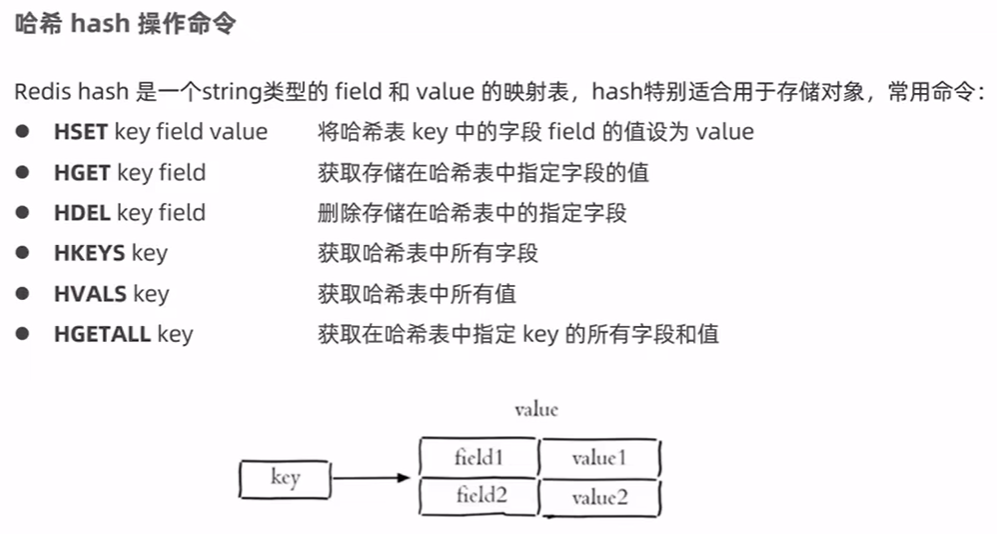 哈希 hash 操作命令
Redis hash 是一个string类型的 field 和 value 的映射表，hash特别适合用于存储对象，常用命令：
● HSET key field value 将哈希表 key 中的字段 field 的值设为 value
● HGET key field 获取存储在哈希表中指定字段的值
● HDEL key field 删除存储在哈希表中的指定字段
● HKEYS key 获取哈希表中所有字段
● HVALS key 获取哈希表中所有值
● HGETALL key 获取在哈希表中指定 key 的所有字段和值
value
field1 value1
key
field2 value2